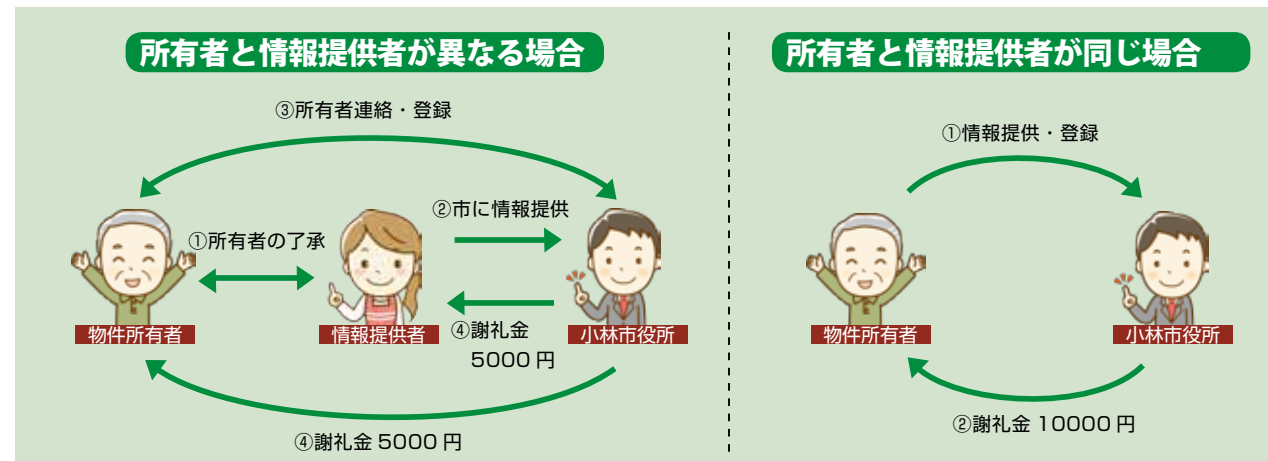 所有者と情報提供者が異なる場合
③所有者連絡・登録
②市に情報提供
①所有者の了承
④謝礼金
5000 円
物件所有者
情報提供者
小林市役所
④謝礼金 5000 円
所有者と情報提供者が同じ場合
①情報提供・登録
物件所有者
小林市役所
②謝礼金 10000 円